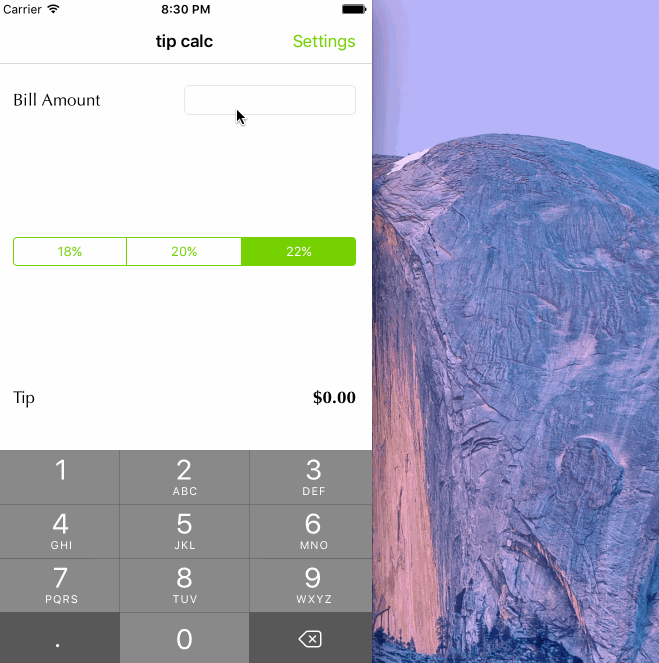 Carrier 8:30 PM
tip calc Settings
Bill Amount
18% 20% 22%
Tip $0.00
1 2 3
ABC DEF
4 5 6
GHI JKL MNO
7 8 9
PQRS TUV WXYZ
. 0